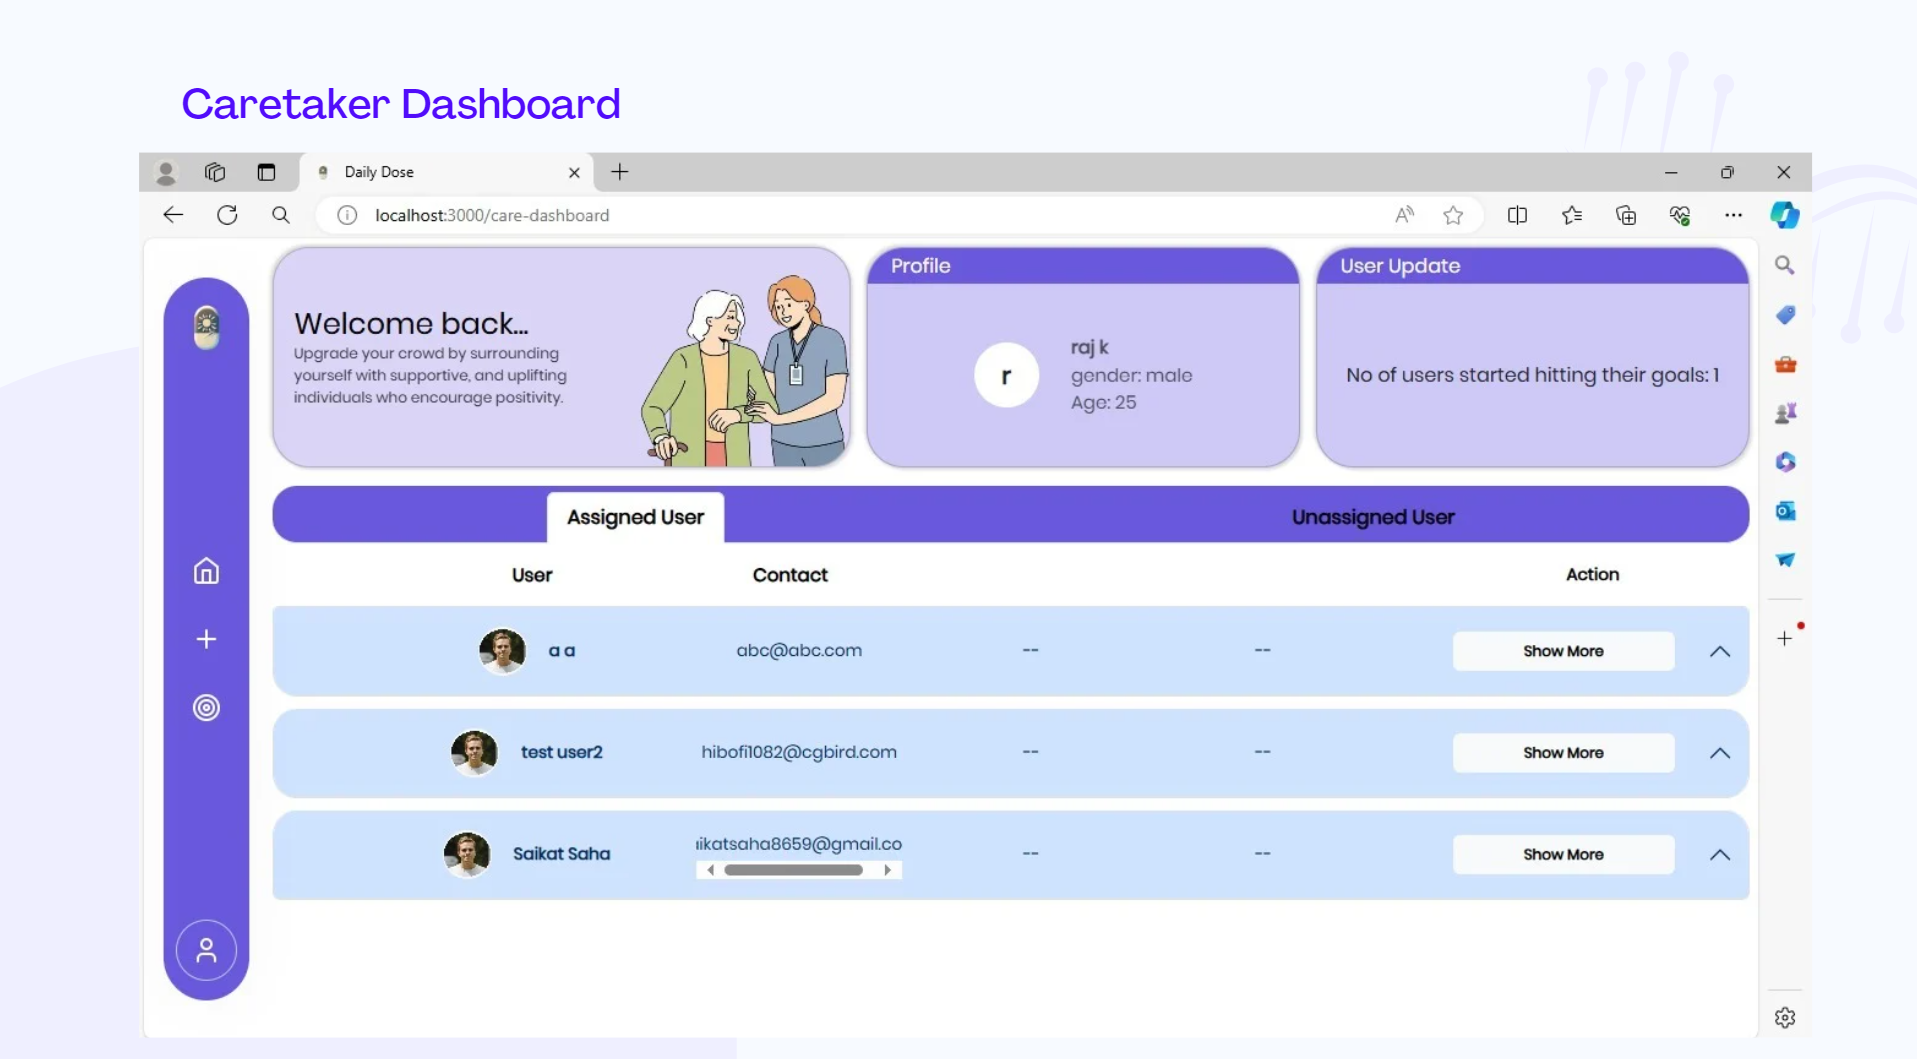 Caretaker Dashboard
Daily Dose
localhost:3000/care-dashboard
Welcome back...
Upgrade your crowd by surrounding
yourself with supportive, and uplifting
individuals who encourage positivity.
Profile
r
raj k
gender: male
Age: 25
User Update
No of users started hitting their goals: 1
Assigned User
Unassigned User
User
Contact
Action
a a
abc@abc.com
--
--
Show More
test user2
hibofi1082@cgbird.com
--
--
Show More
Saikat Saha
ikatsaha8659@gmail.co
--
--
Show More